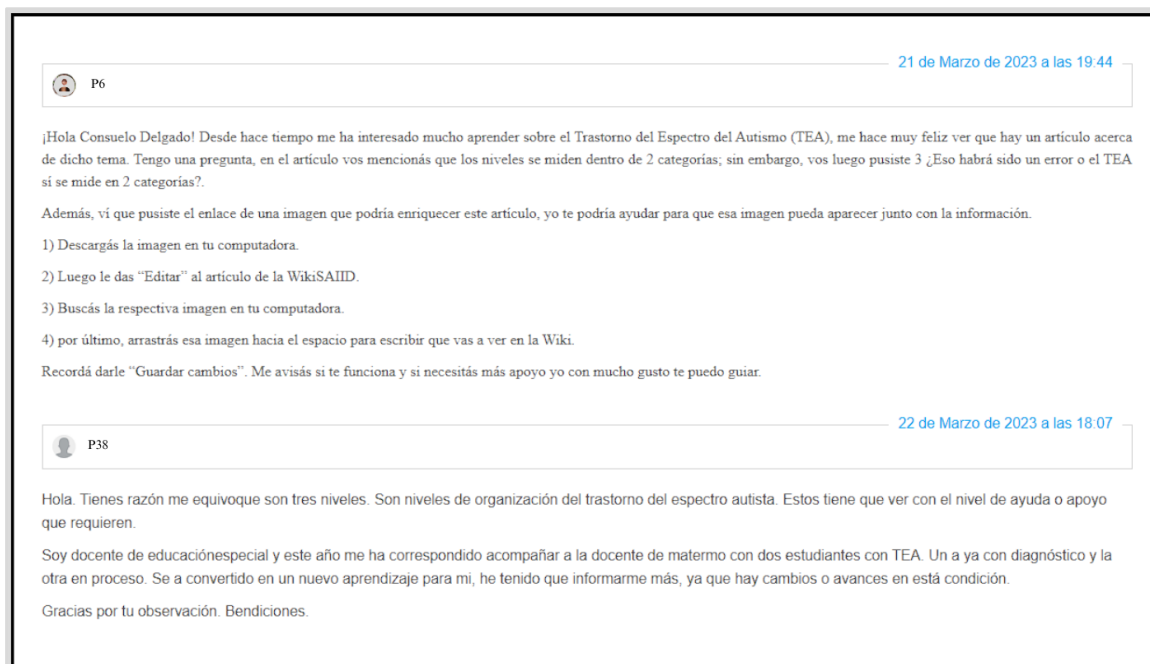 21 de Marzo de 2023 a las 19:44
P6
¡Hola Consuelo Delgado! Desde hace tiempo me ha interesado mucho aprender sobre el Trastorno del Espectro del Autismo (TEA), me hace muy feliz ver que hay un artículo acerca
de dicho tema. Tengo una pregunta, en el artículo vos mencionás que los niveles se miden dentro de 2 categorías; sin embargo, vos luego pusiste 3 ¿Eso habrá sido un error o el TEA
sí se mide en 2 categorías?.
Además, ví que pusiste el enlace de una imagen que podría enriquecer este artículo, yo te podría ayudar para que esa imagen pueda aparecer junto con la información.
1) Descargás la imagen en tu computadora.
2) Luego le das “Editar” al artículo de la WikiSAIID.
3) Buscás la respectiva imagen en tu computadora.
4) por último, arrastrás esa imagen hacia el espacio para escribir que vas a ver en la Wiki.
Recordá darle “Guardar cambios”. Me avisás si te funciona y si necesitás más apoyo yo con mucho gusto te puedo guiar.
22 de Marzo de 2023 a las 18:07
P38
Hola. Tienes razón me equivoque son tres niveles. Son niveles de organización del trastorno del espectro autista. Estos tiene que ver con el nivel de ayuda o apoyo
que requieren.
Soy docente de educaciónespecial y este año me ha correspondido acompañar a la docente de matermo con dos estudiantes con TEA. Un a ya con diagnóstico y la
otra en proceso. Se a convertido en un nuevo aprendizaje para mi, he tenido que informarme más, ya que hay cambios o avances en está condición.
Gracias por tu observación. Bendiciones.